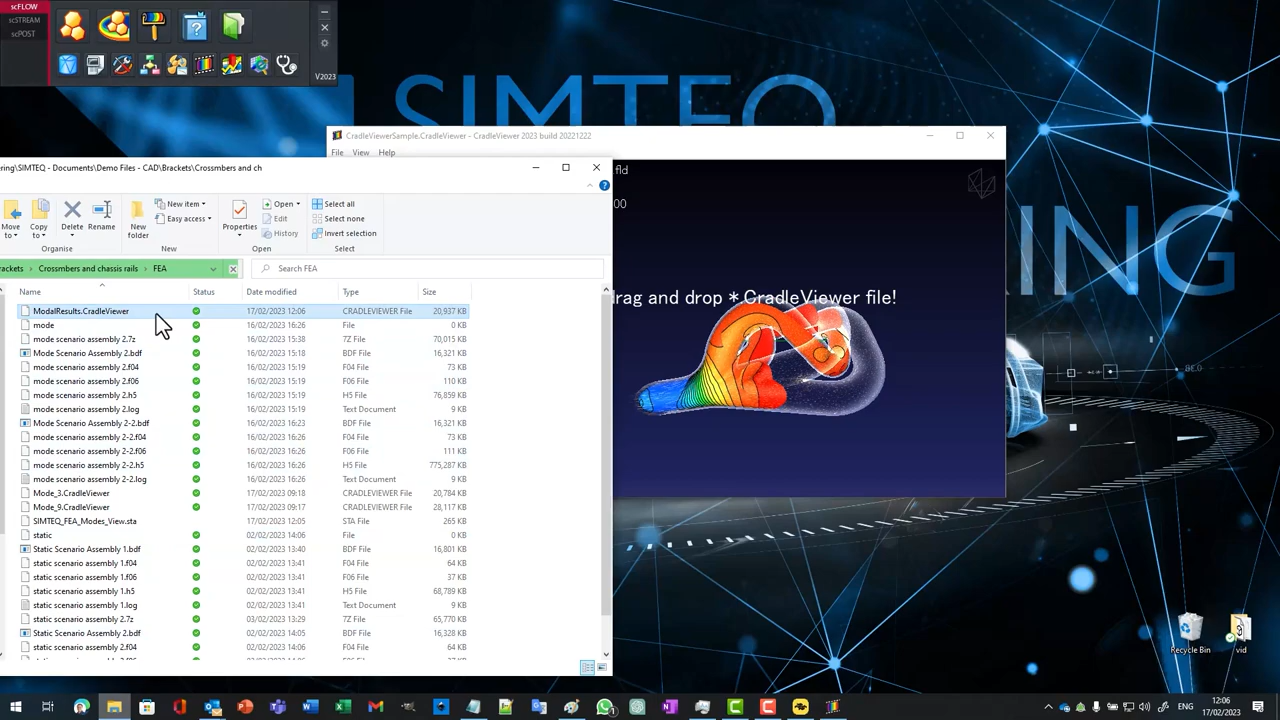 scFLOW
scSTREAM
scPOST
V2023
SIMTEQ
CradleViewerSample.CradleViewer - CradleViewer 2023 build 20221222
File View Help
fld
00
rag and drop *.CradleViewer file!
ering\SIMTEQ - Documents\Demo Files - CAD\Brackets\Crossmbers and ch
Move to
Copy to
Delete
Rename
New folder
New item
Easy access
Properties
Open
Edit
History
Select all
Select none
Invert selection
Organise
New
Open
Select
rackets > Crossmbers and chassis rails > FEA
Search FEA
Name Status Date modified Type Size
ModalResults.CradleViewer 17/02/2023 12:06 CRADLEVIEWER File 20,937 KB
mode 16/02/2023 16:26 File 0 KB
mode scenario assembly 2.7z 16/02/2023 15:38 7Z File 70,015 KB
Mode Scenario Assembly 2.bdf 16/02/2023 15:18 BDF File 16,321 KB
mode scenario assembly 2.f04 16/02/2023 15:19 F04 File 73 KB
mode scenario assembly 2.f06 16/02/2023 15:19 F06 File 110 KB
mode scenario assembly 2.h5 16/02/2023 15:19 H5 File 76,859 KB
mode scenario assembly 2.log 16/02/2023 15:19 Text Document 9 KB
Mode Scenario Assembly 2-2.bdf 16/02/2023 16:23 BDF File 16,321 KB
mode scenario assembly 2-2.f04 16/02/2023 16:26 F04 File 73 KB
mode scenario assembly 2-2.f06 16/02/2023 16:26 F06 File 111 KB
mode scenario assembly 2-2.h5 16/02/2023 16:26 H5 File 775,287 KB
mode scenario assembly 2-2.log 16/02/2023 16:26 Text Document 9 KB
Mode_3.CradleViewer 17/02/2023 09:18 CRADLEVIEWER File 20,784 KB
Mode_9.CradleViewer 17/02/2023 09:17 CRADLEVIEWER File 28,117 KB
SIMTEQ_FEA_Modes_View.sta 17/02/2023 12:05 STA File 265 KB
static 02/02/2023 14:06 File 0 KB
Static Scenario Assembly 1.bdf 02/02/2023 13:40 BDF File 16,801 KB
static scenario assembly 1.f04 02/02/2023 13:41 F04 File 64 KB
static scenario assembly 1.f06 02/02/2023 13:41 F06 File 37 KB
static scenario assembly 1.h5 02/02/2023 13:41 H5 File 68,789 KB
static scenario assembly 1.log 02/02/2023 13:41 Text Document 9 KB
static scenario assembly 2.7z 03/02/2023 13:29 7Z File 65,770 KB
Static Scenario Assembly 2.bdf 02/02/2023 14:05 BDF File 16,328 KB
static scenario assembly 2.f04 02/02/2023 14:06 F04 File 64 KB
Recycle Bin
vid
ENG
12:06
17/02/2023